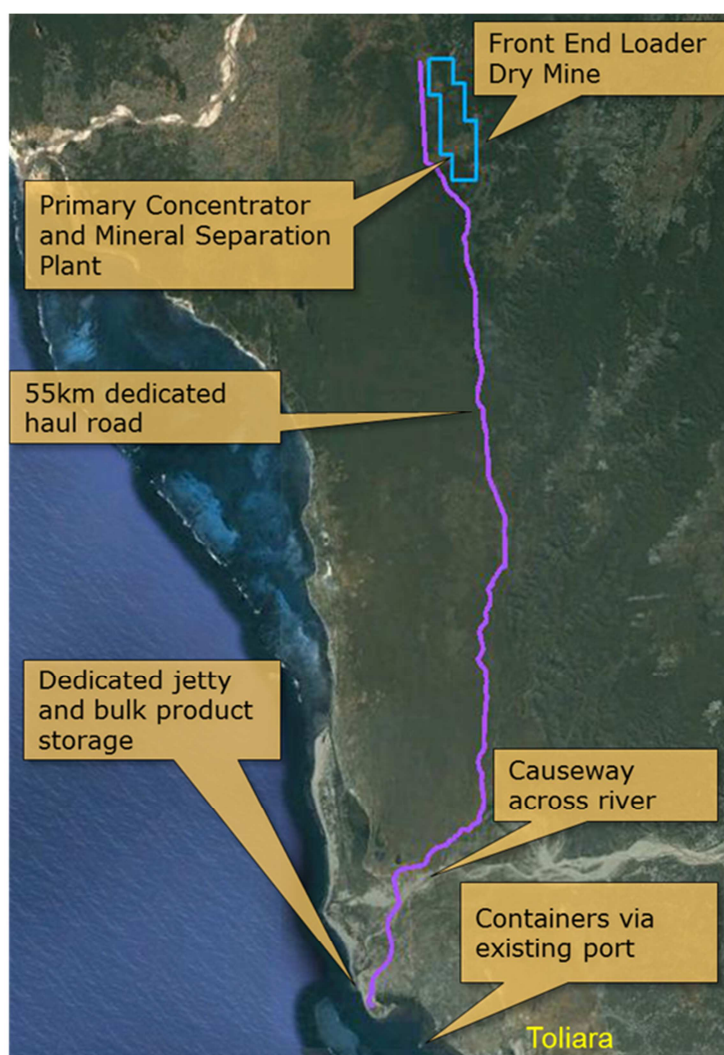 Front End Loader
Dry Mine
Primary Concentrator
and Mineral Separation
Plant
55km dedicated
haul road
Dedicated jetty
and bulk product
storage
Causeway
across river
Containers via
existing port
Toliara